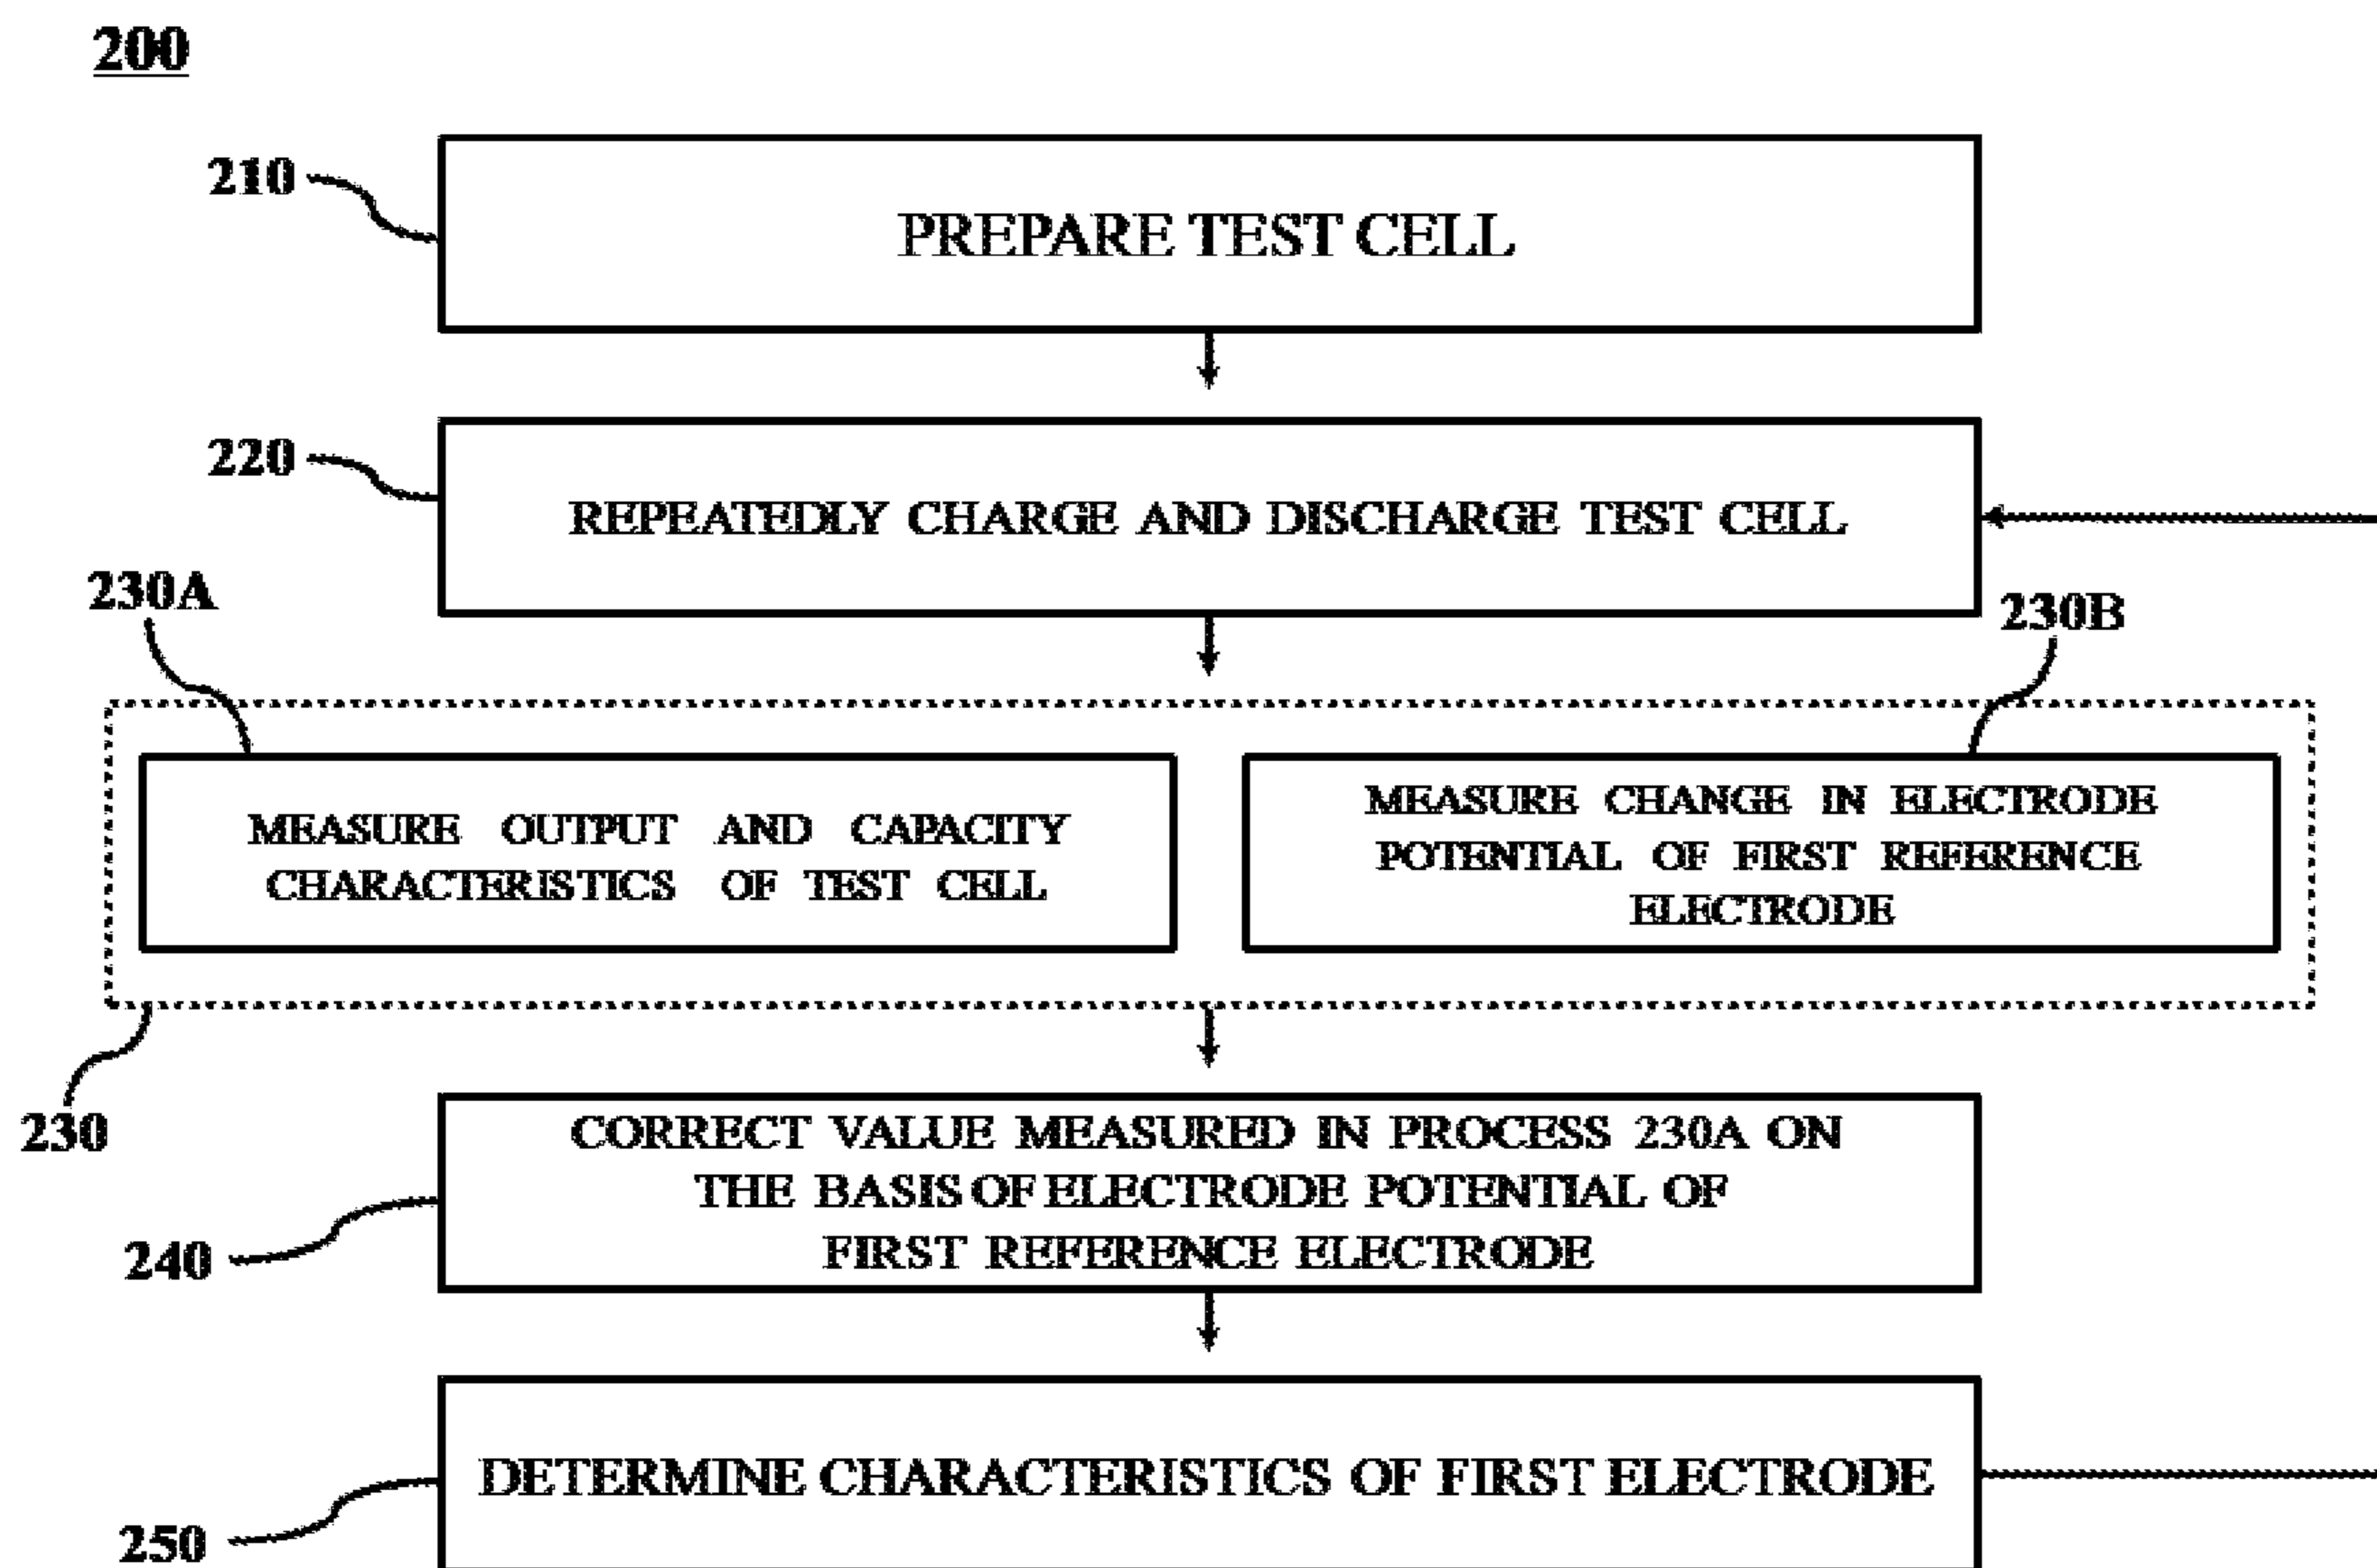 200
210
PREPARE TEST CELL
220
REPEATEDLY CHARGE AND DISCHARGE TEST CELL
230A
230B
MEASURE OUTPUT AND CAPACITY
CHARACTERISTICS OF TEST CELL
MEASURE CHANGE IN ELECTRODE
POTENTIAL OF FIRST REFERENCE
ELECTRODE
230
CORRECT VALUE MEASURED IN PROCESS 230A ON
THE BASIS OF ELECTRODE POTENTIAL OF
FIRST REFERENCE ELECTRODE
240
DETERMINE CHARACTERISTICS OF FIRST ELECTRODE
250